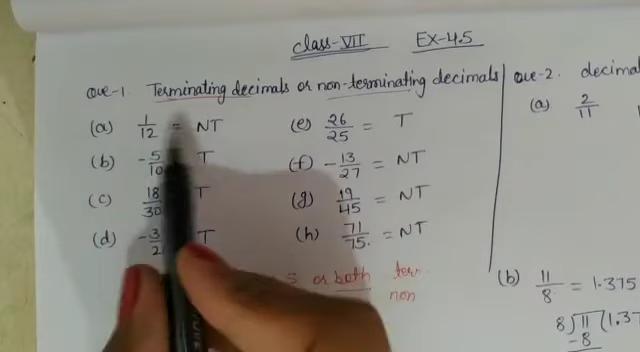 class-VII EX-4.5
Que-1. Terminating decimals or non-terminating decimals
(a) 1/12 = NT
(b) -5/10 T
(c) 18/30 T
(d) -3/2 T
(e) 26/25 = T
(f) -13/27 = NT
(g) 19/45 = NT
(h) 71/75. = NT
or both
non
Que-2. decimal
(a) 2/11
(b) 11/8 = 1.375
8)11(1.37
-8